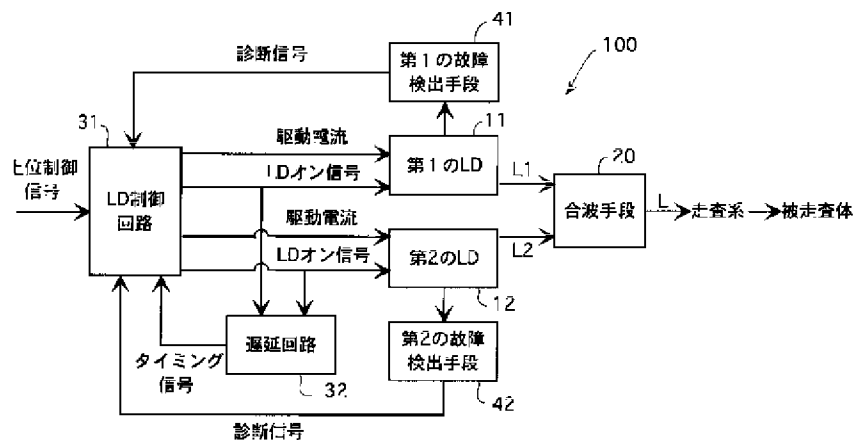 41
100
診断信号
第1の故障
検出手段
31
11
駆動電流
20
上位制御
信号
LD制御
回路
LDオン信号
第1のLD
L1
合波手段
L
走査系
被走査体
駆動電流
LDオン信号
第2のLD
L2
12
遅延回路
第2の故障
検出手段
タイミング
信号
32
42
診断信号